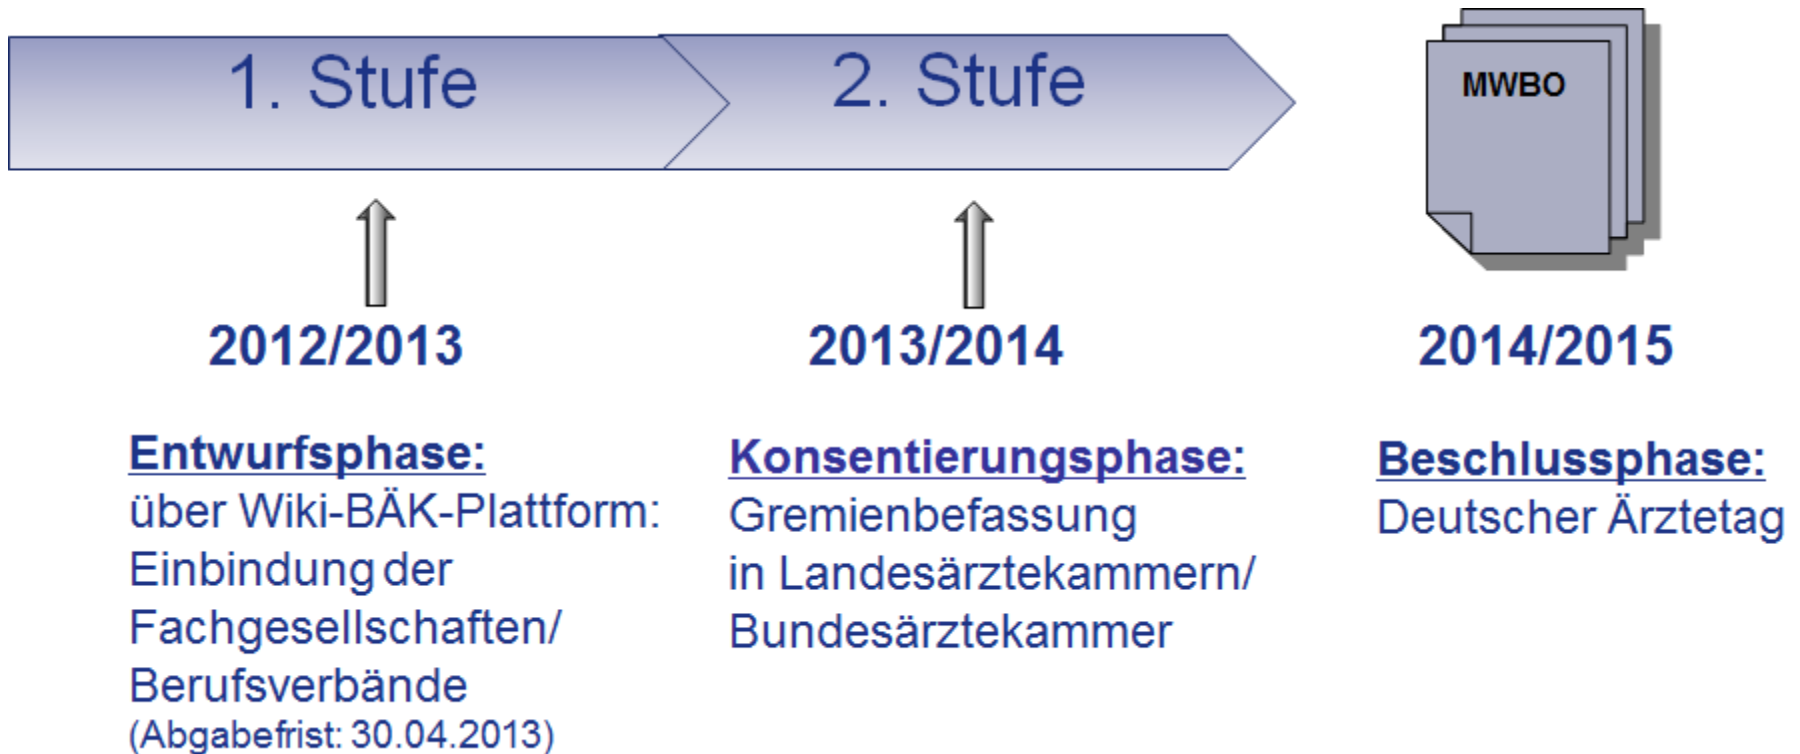 1. Stufe
2. Stufe
MWBO
2012/2013
2013/2014
2014/2015
Entwurfsphase:
über Wiki-BÄK-Plattform:
Einbindung der
Fachgesellschaften/
Berufsverbände
(Abgabefrist: 30.04.2013)
Konsentierungsphase:
Gremienbefassung
in Landesärztekammern/
Bundesärztekammer
Beschlussphase:
Deutscher Ärztetag